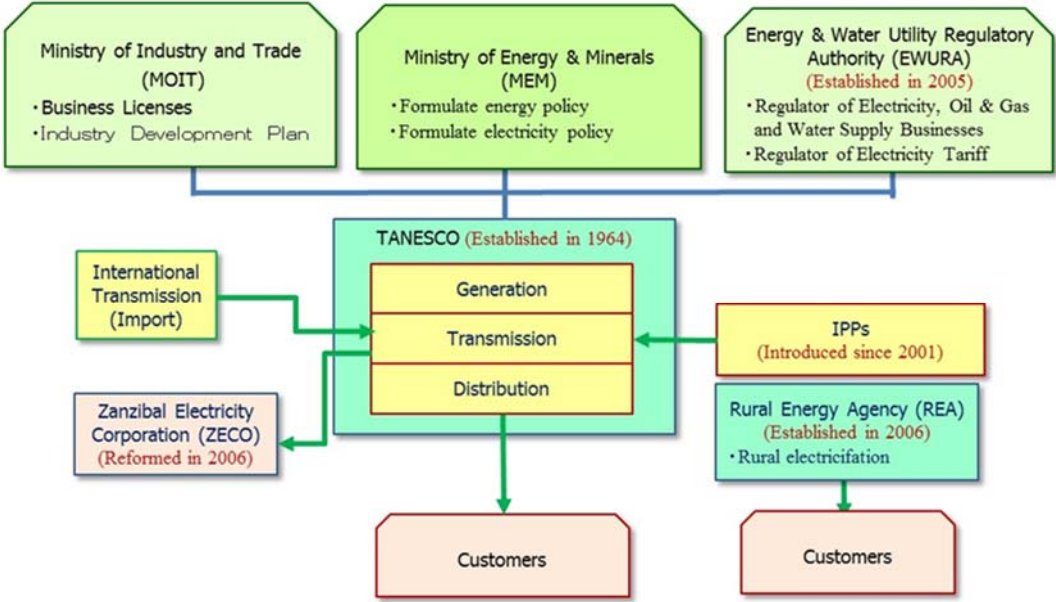 Ministry of Industry and Trade
(MOIT)
・Business Licenses
・Industry Development Plan
Ministry of Energy & Minerals
(MEM)
・Formulate energy policy
・Formulate electricity policy
Energy & Water Utility Regulatory
Authority (EWURA)
(Established in 2005)
・Regulator of Electricity, Oil & Gas
and Water Supply Businesses
・Regulator of Electricity Tariff
TANESCO (Established in 1964)
Generation
Transmission
Distribution
International
Transmission
(Import)
Zanzibal Electricity
Corporation (ZECO)
(Reformed in 2006)
IPPs
(Introduced since 2001)
Rural Energy Agency (REA)
(Established in 2006)
・Rural electricifation
Customers
Customers